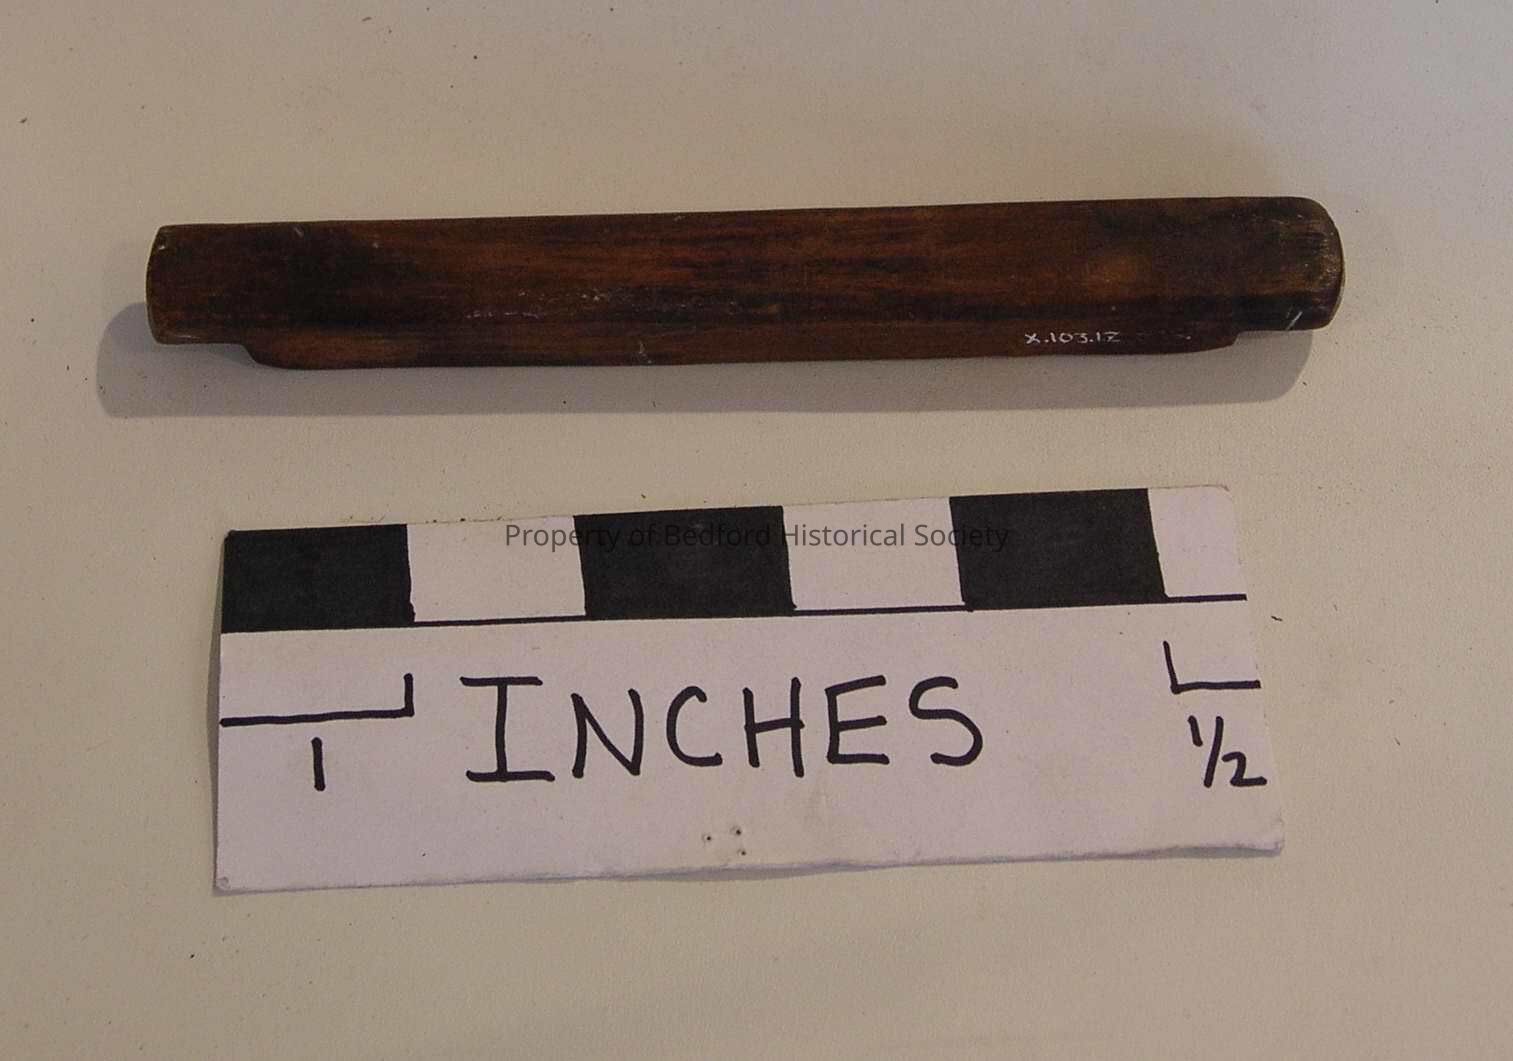 X.103.12
Property of Bedford Historical Society
INCHES
1
1/2